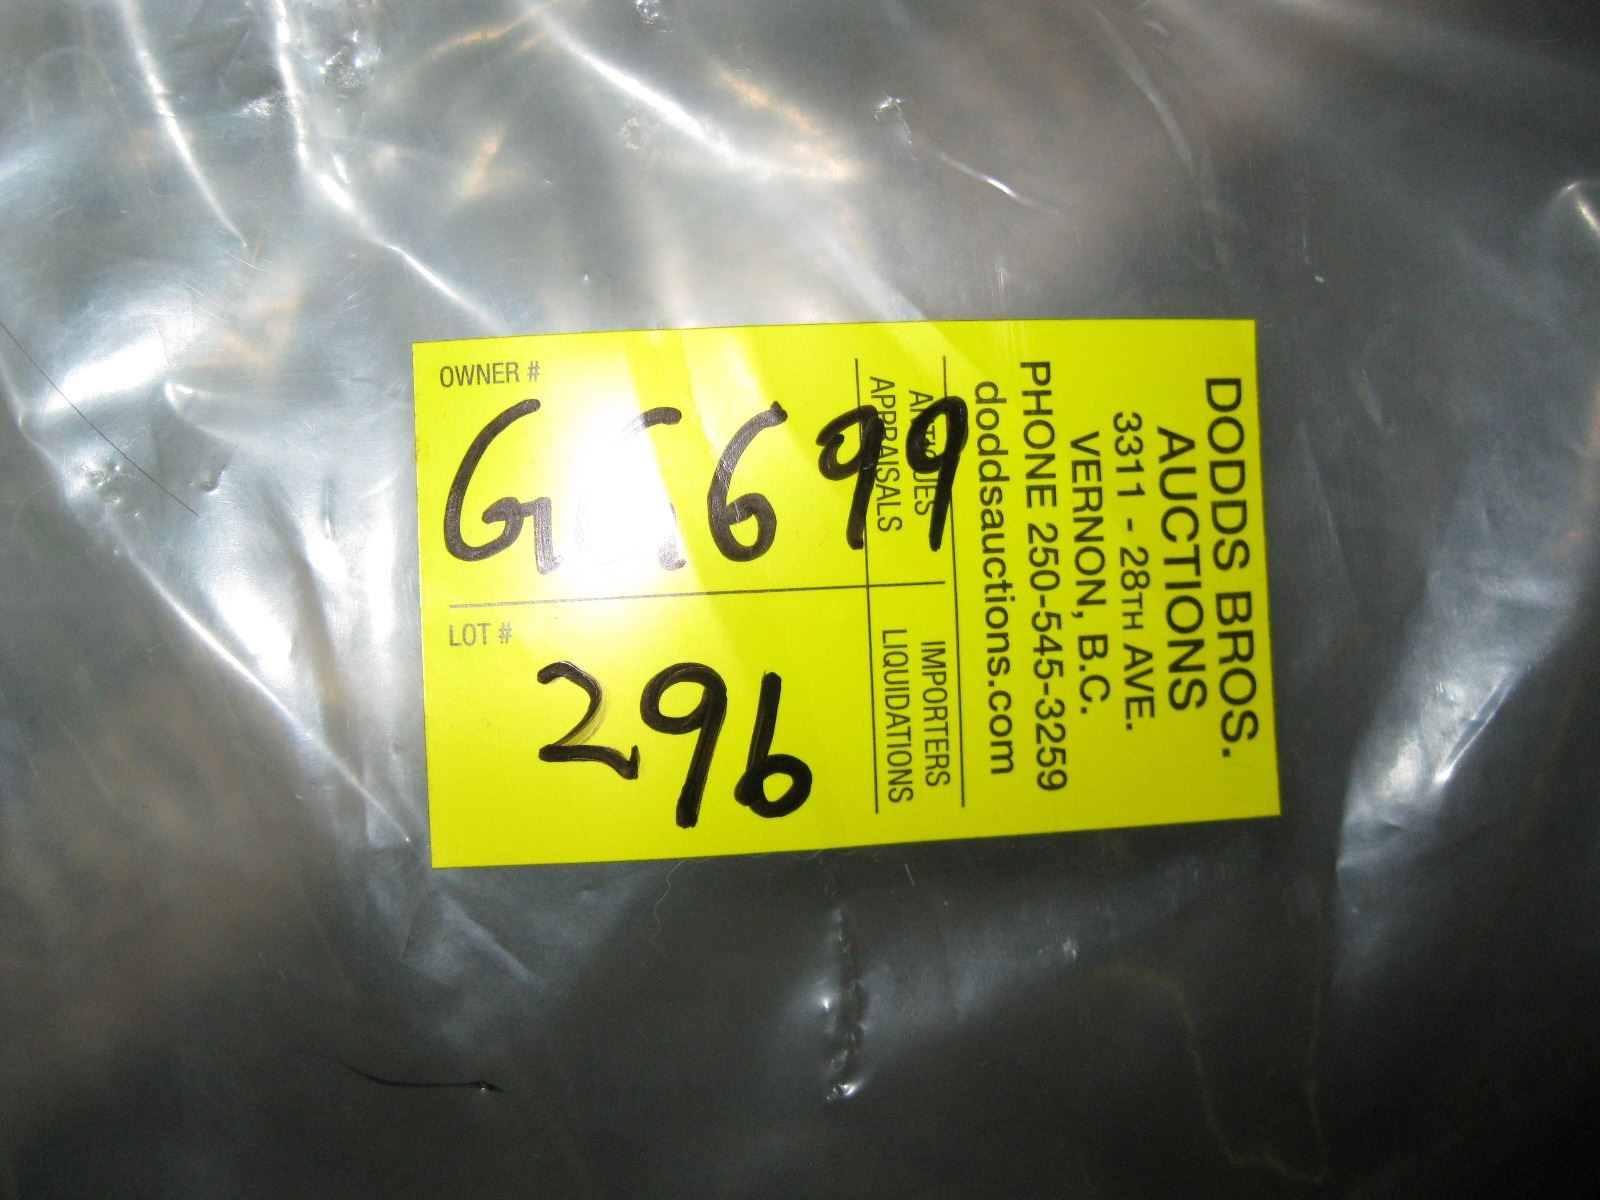 DODDS BROS.
AUCTIONS
3311 - 28TH AVE.
VERNON, B.C.
PHONE 250-545-3259
doddsauctions.com
ANTIQUES
APPRAISALS
IMPORTERS
LIQUIDATIONS
OWNER #
GG699
LOT #
296